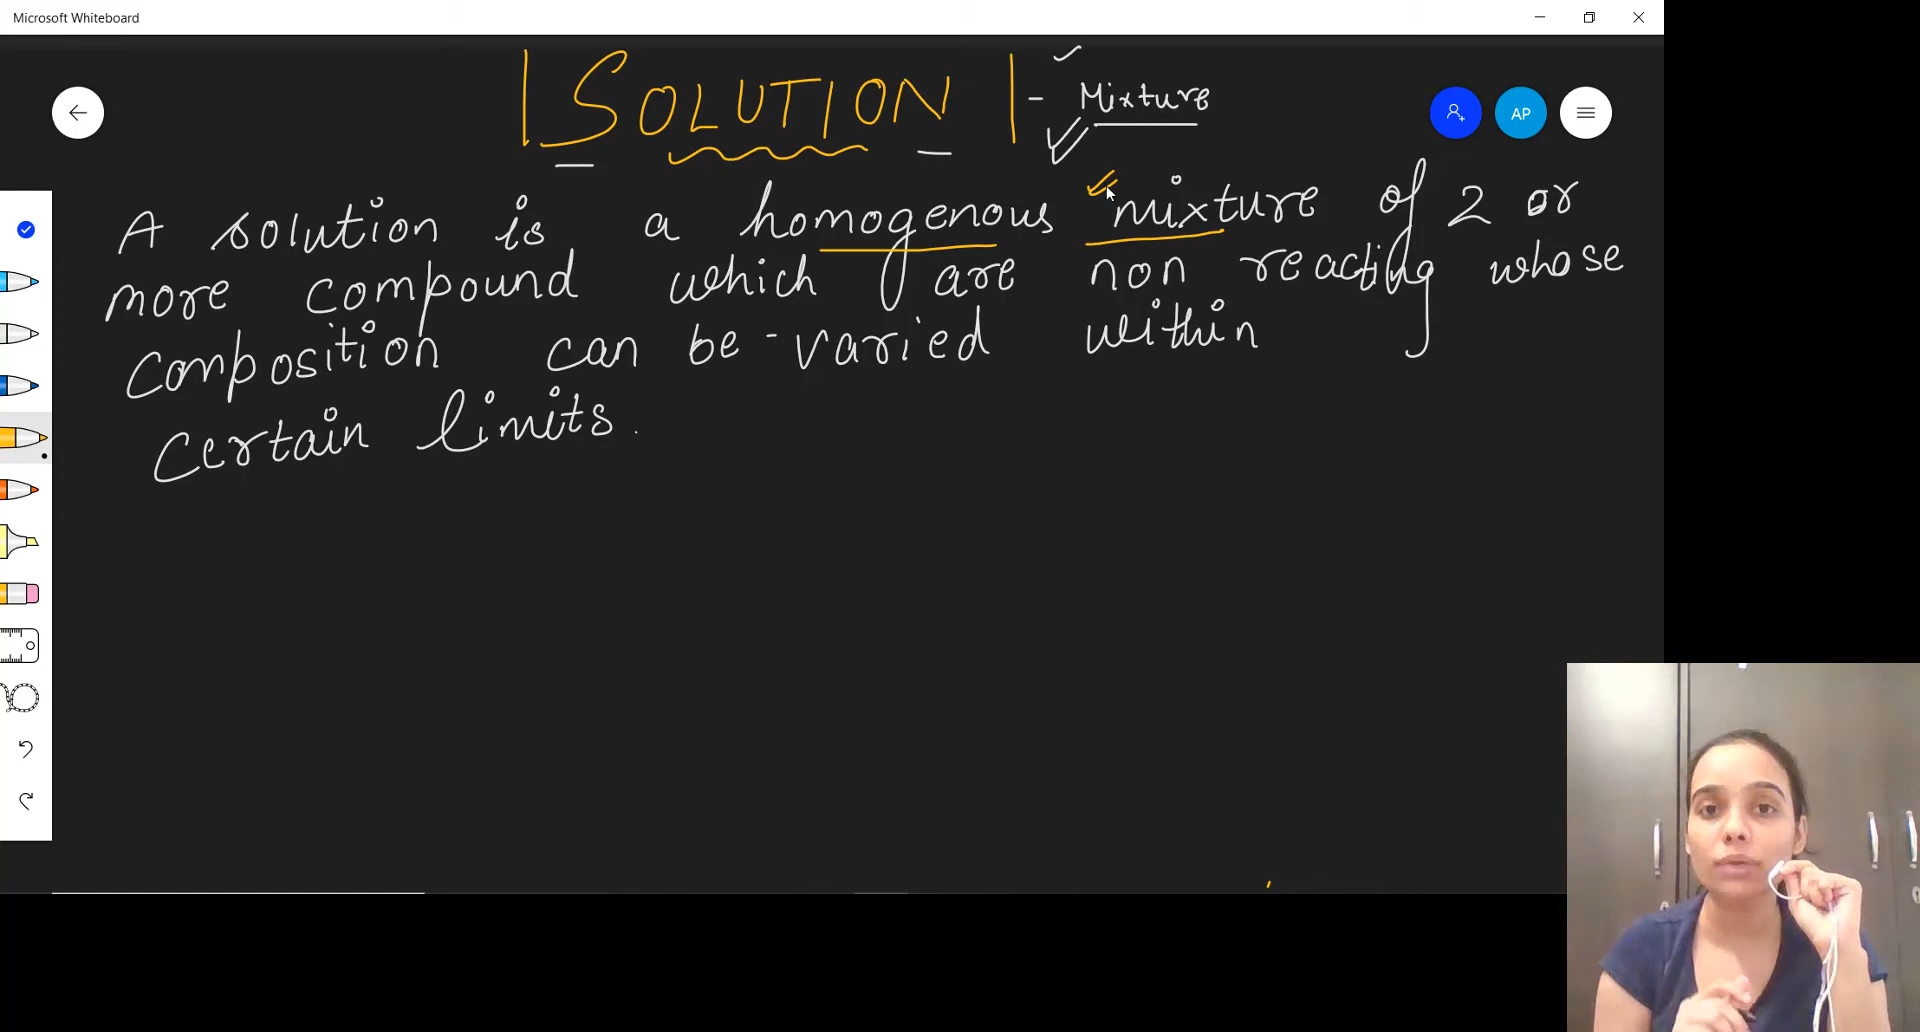 Microsoft Whiteboard
SOLUTION - Mixture
AP
A solution is a homogenous mixture of 2 or
more compound which are non reacting whose
composition can be varied within
certain limits.